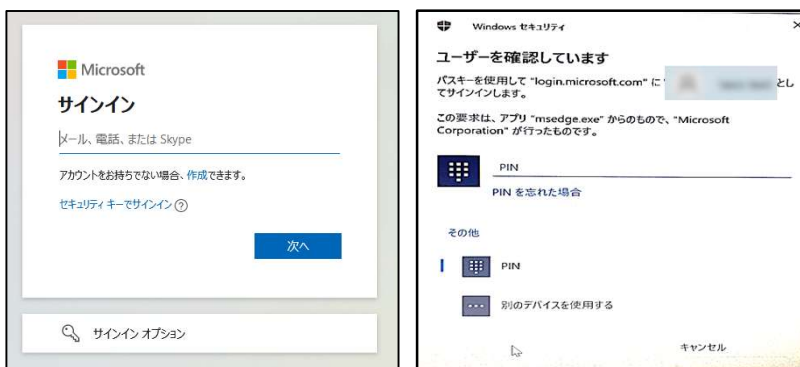 Microsoft
サインイン
メール、電話、または Skype
アカウントをお持ちでない場合、作成できます。
セキュリティ キーでサインイン
次へ
サインイン オプション
Windows セキュリティ
ユーザーを確認しています
パスキーを使用して "login.microsoft.com" に '
とし
てサインインします。
この要求は、アプリ "msedge.exe" からのもので、"Microsoft
Corporation" が行ったものです。
PIN
PIN を忘れた場合
その他
PIN
別のデバイスを使用する
キャンセル